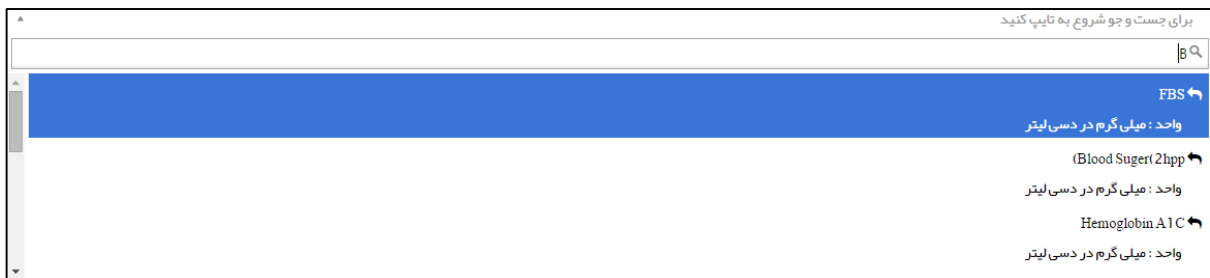 برای جست و جو شروع به تایپ کنید
B
FBS
واحد : میلی گرم در دسی لیتر
(Blood Suger(2hpp
واحد : میلی گرم در دسی لیتر
Hemoglobin A1C
واحد : میلی گرم در دسی لیتر